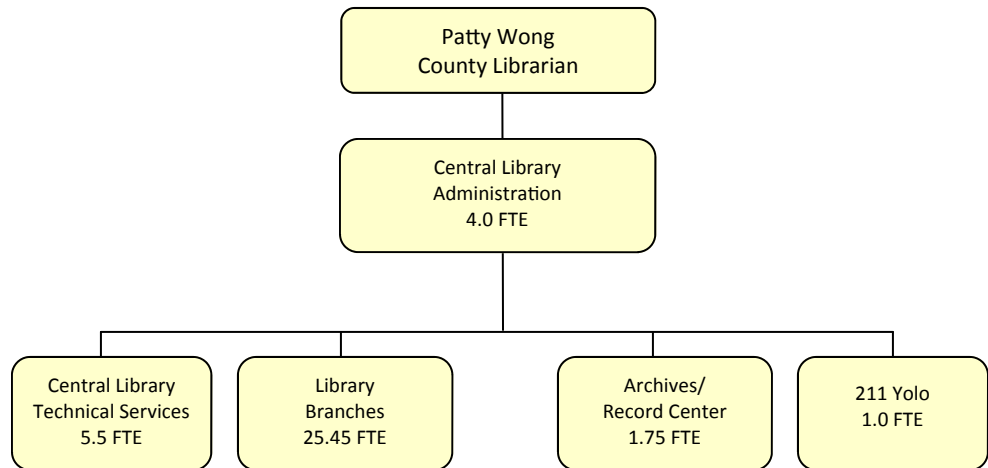 Patty Wong
County Librarian
Central Library
Administration
4.0 FTE
Central Library
Technical Services
5.5 FTE
Library
Branches
25.45 FTE
Archives/
Record Center
1.75 FTE
211 Yolo
1.0 FTE